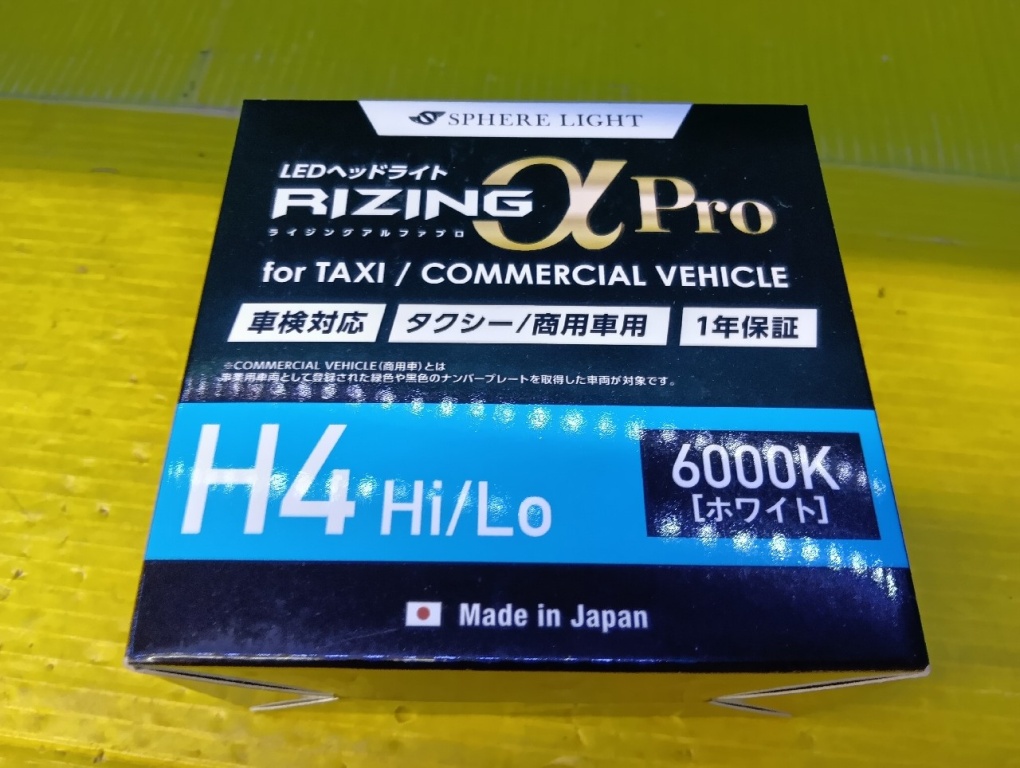 SPHERE LIGHT
LEDヘッドライト
RIZING α Pro
ライジングアルファプロ
for TAXI / COMMERCIAL VEHICLE
車検対応 タクシー/商用車用 1年保証
※COMMERCIAL VEHICLE(商用車)とは
事業用車両として登録された緑色や黒色のナンバープレートを取得した車両が対象です。
H4 Hi/Lo
6000K
[ホワイト]
Made in Japan